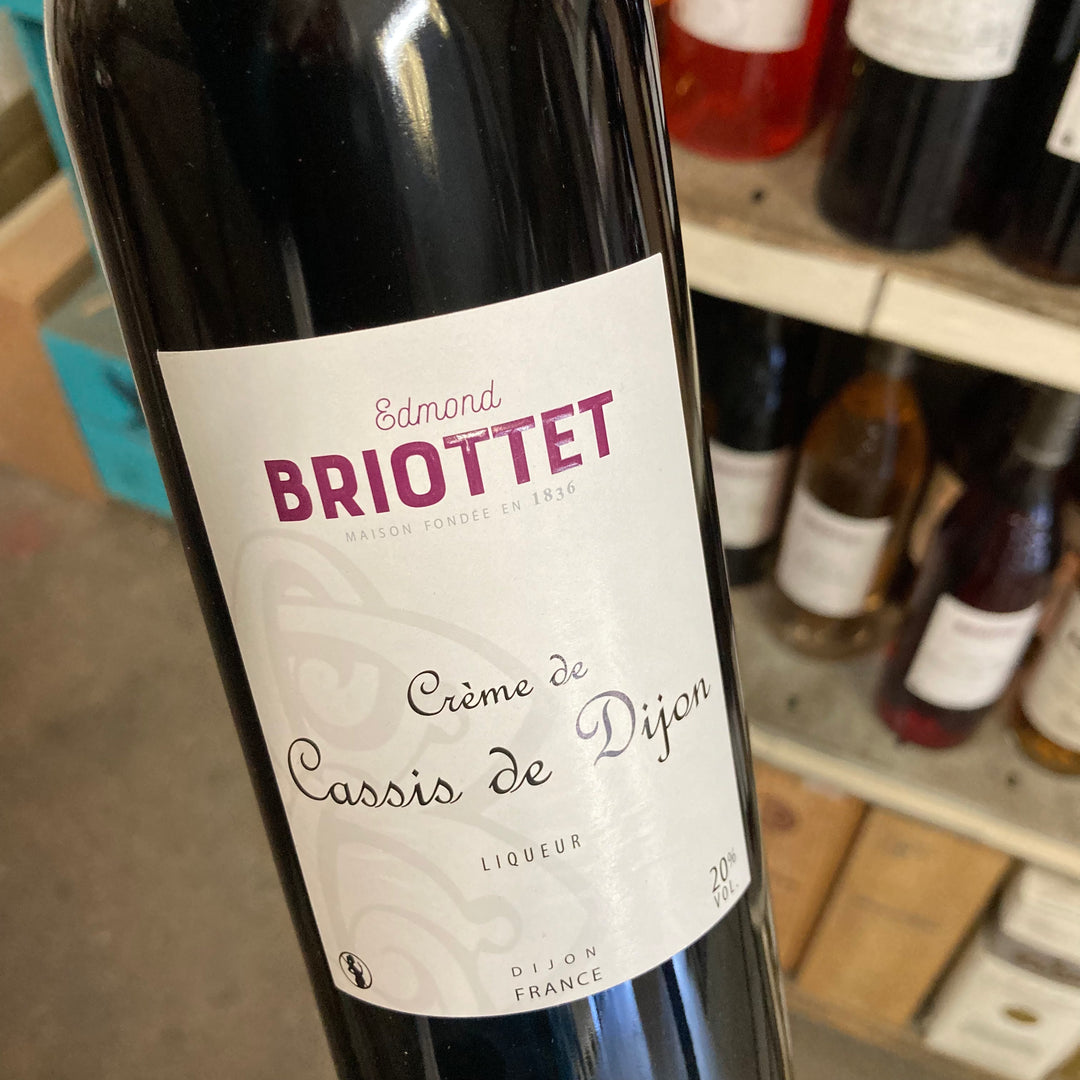 Edmond
BRIOTTET
MAISON FONDÉE EN 1836
Crème de
Cassis de Dijon
LIQUEUR
20% VOL.
DIJON
FRANCE